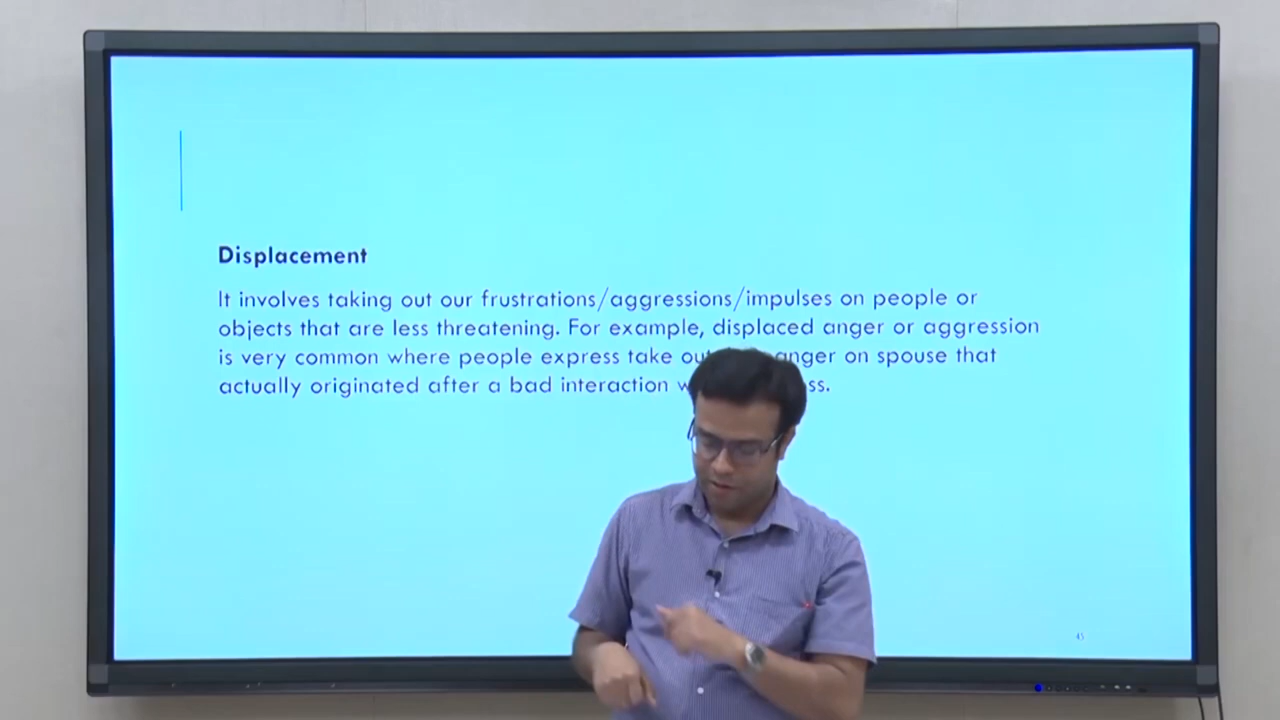 Displacement
It involves taking out our frustrations/aggressions/impulses on people or
objects that are less threatening. For example, displaced anger or aggression
is very common where people express take anger on spouse that
actually originated after a bad interaction
45